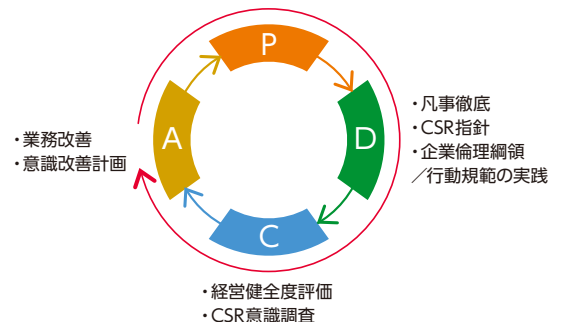 P
D
・凡事徹底
・CSR指針
・企業倫理綱領
／行動規範の実践
C
・経営健全度評価
・CSR意識調査
A
・業務改善
・意識改善計画